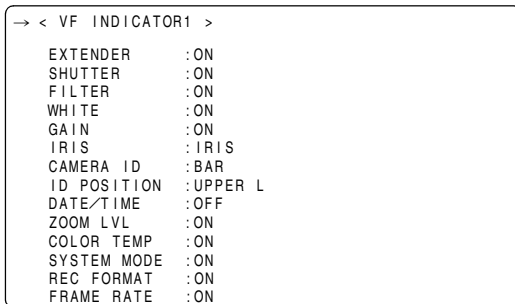 → < VF INDICATOR1 >
EXTENDER :ON
SHUTTER :ON
FILTER :ON
WHITE :ON
GAIN :ON
IRIS :IRIS
CAMERA ID :BAR
ID POSITION :UPPER L
DATE/TIME :OFF
ZOOM LVL :ON
COLOR TEMP :ON
SYSTEM MODE :ON
REC FORMAT :ON
FRAME RATE :ON